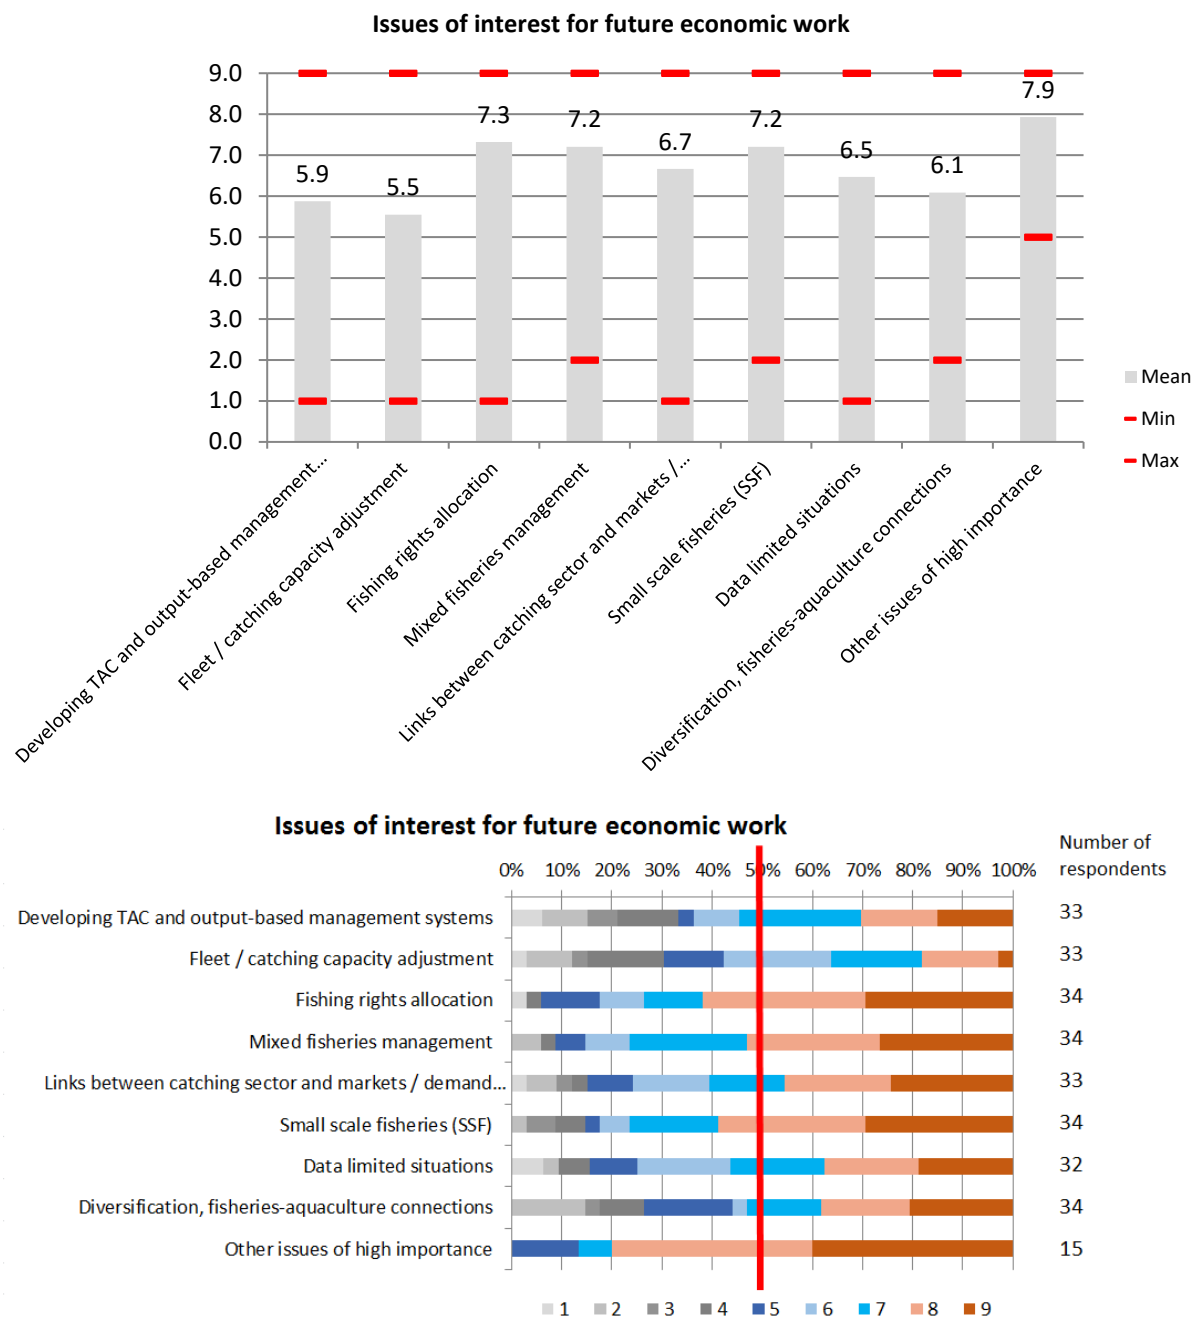 Issues of interest for future economic work
9.0
8.0
7.0
6.0
5.0
4.0
3.0
2.0
1.0
0.0
5.9
5.5
7.3
7.2
6.7
7.2
6.5
6.1
7.9
Mean
Min
Max
Developing TAC and output-based management...
Fleet / catching capacity adjustment
Fishing rights allocation
Mixed fisheries management
Links between catching sector and markets /...
Small scale fisheries (SSF)
Data limited situations
Diversification, fisheries-aquaculture connections
Other issues of high importance
Issues of interest for future economic work
Number of
respondents
0% 10% 20% 30% 40% 50% 60% 70% 80% 90% 100%
Developing TAC and output-based management systems 33
Fleet / catching capacity adjustment 33
Fishing rights allocation 34
Mixed fisheries management 34
Links between catching sector and markets / demand... 33
Small scale fisheries (SSF) 34
Data limited situations 32
Diversification, fisheries-aquaculture connections 34
Other issues of high importance 15
1 2 3 4 5 6 7 8 9